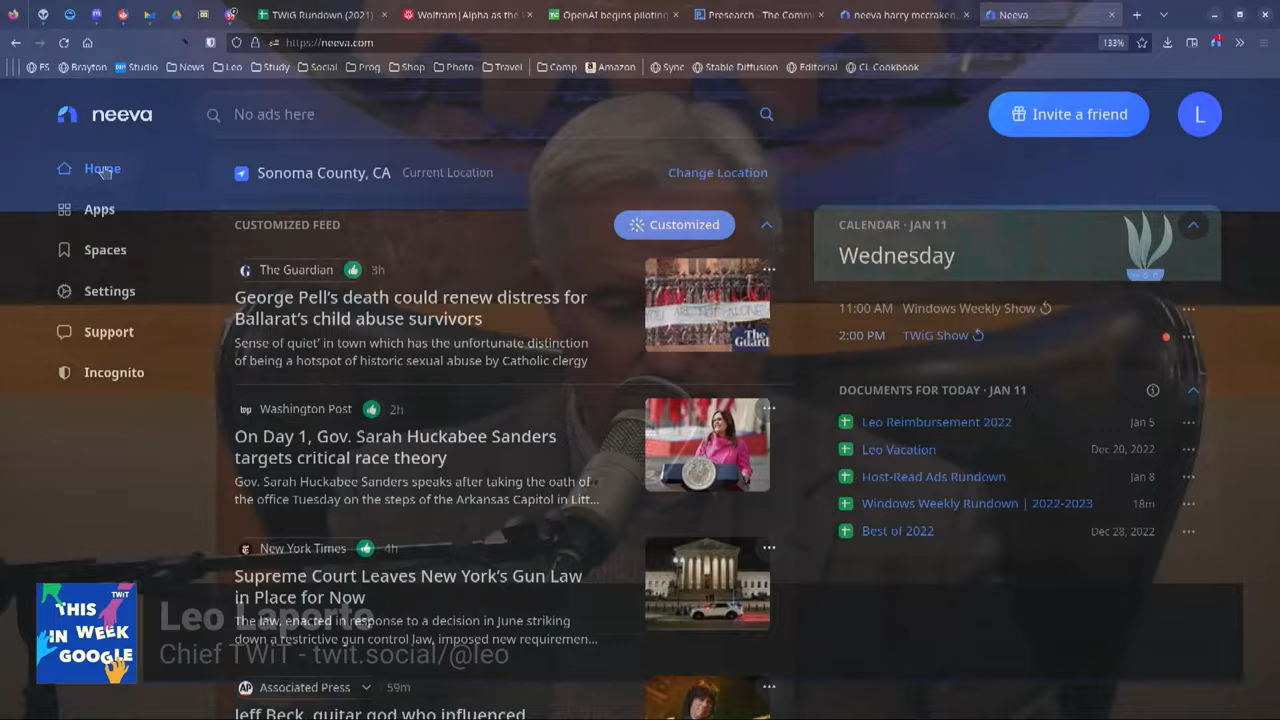 TWiG Rundown (2021)
Wolfram|Alpha as the
OpenAI begins piloting
Presearch - The Comm
neeva harry mccraken
Neeva
https://neeva.com
133%
FS
Brayton
Studio
News
Leo
Study
Social
Prog
Shop
Photo
Travel
Comp
Amazon
Sync
Stable Diffusion
Editorial
CL Cookbook
neeva
No ads here
Invite a friend
L
Home
Apps
Spaces
Settings
Support
Incognito
Sonoma County, CA Current Location
Change Location
CUSTOMIZED FEED
Customized
The Guardian 3h
George Pell's death could renew distress for
Ballarat's child abuse survivors
Sense of quiet' in town which has the unfortunate distinction
of being a hotspot of historic sexual abuse by Catholic clergy
YOU ARE NOT ALONE
The
Guard
Washington Post 2h
On Day 1, Gov. Sarah Huckabee Sanders
targets critical race theory
Gov. Sarah Huckabee Sanders speaks after taking the oath of
the office Tuesday on the steps of the Arkansas Capitol in Litt...
New York Times 4h
Supreme Court Leaves New York's Gun Law
in Place for Now
The law, enacted in response to a decision in June striking
down a restrictive gun control law, imposed new requiremen...
Associated Press 59m
Jeff Beck, guitar god who influenced
CALENDAR · JAN 11
Wednesday
11:00 AM Windows Weekly Show
2:00 PM TWiG Show
DOCUMENTS FOR TODAY · JAN 11
Leo Reimbursement 2022 Jan 5
Leo Vacation Dec 20, 2022
Host-Read Ads Rundown Jan 8
Windows Weekly Rundown | 2022-2023 18m
Best of 2022 Dec 28, 2022
TWiT
THIS
IN WEEK
GOOGLE
Leo Laporte
Chief TWiT - twit.social/@leo